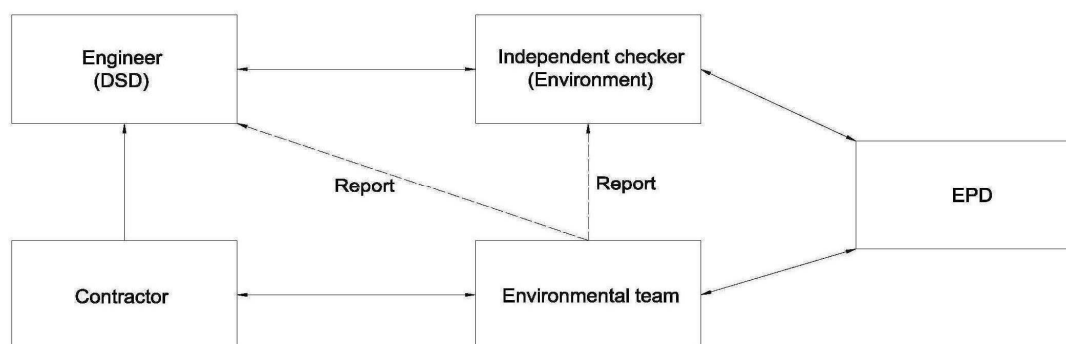 Engineer
(DSD)
Independent checker
(Environment)
Report
Report
EPD
Contractor
Environmental team